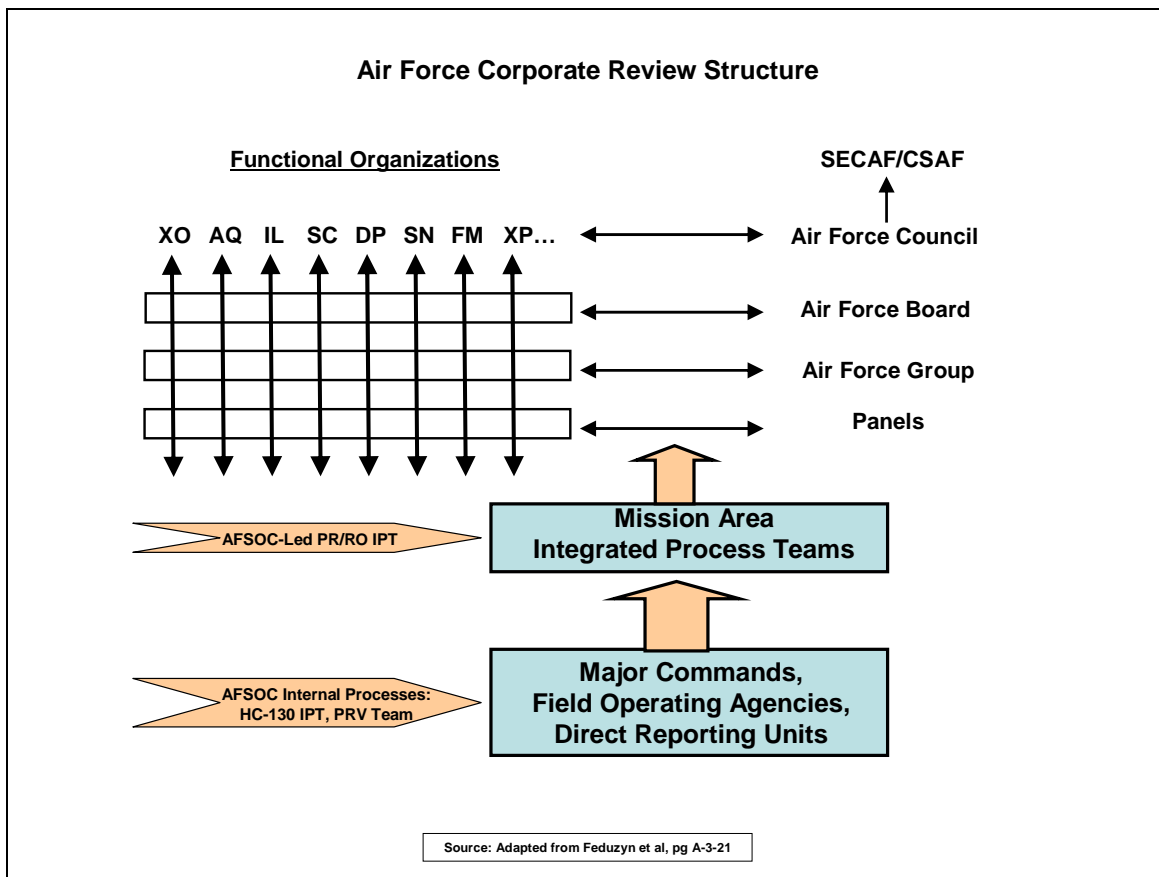 Air Force Corporate Review Structure
Functional Organizations
SECAF/CSAF
XO AQ IL SC DP SN FM XP…
Air Force Council
Air Force Board
Air Force Group
Panels
AFSOC-Led PR/RO IPT
Mission Area
Integrated Process Teams
AFSOC Internal Processes:
HC-130 IPT, PRV Team
Major Commands,
Field Operating Agencies,
Direct Reporting Units
Source: Adapted from Feduzyn et al, pg A-3-21